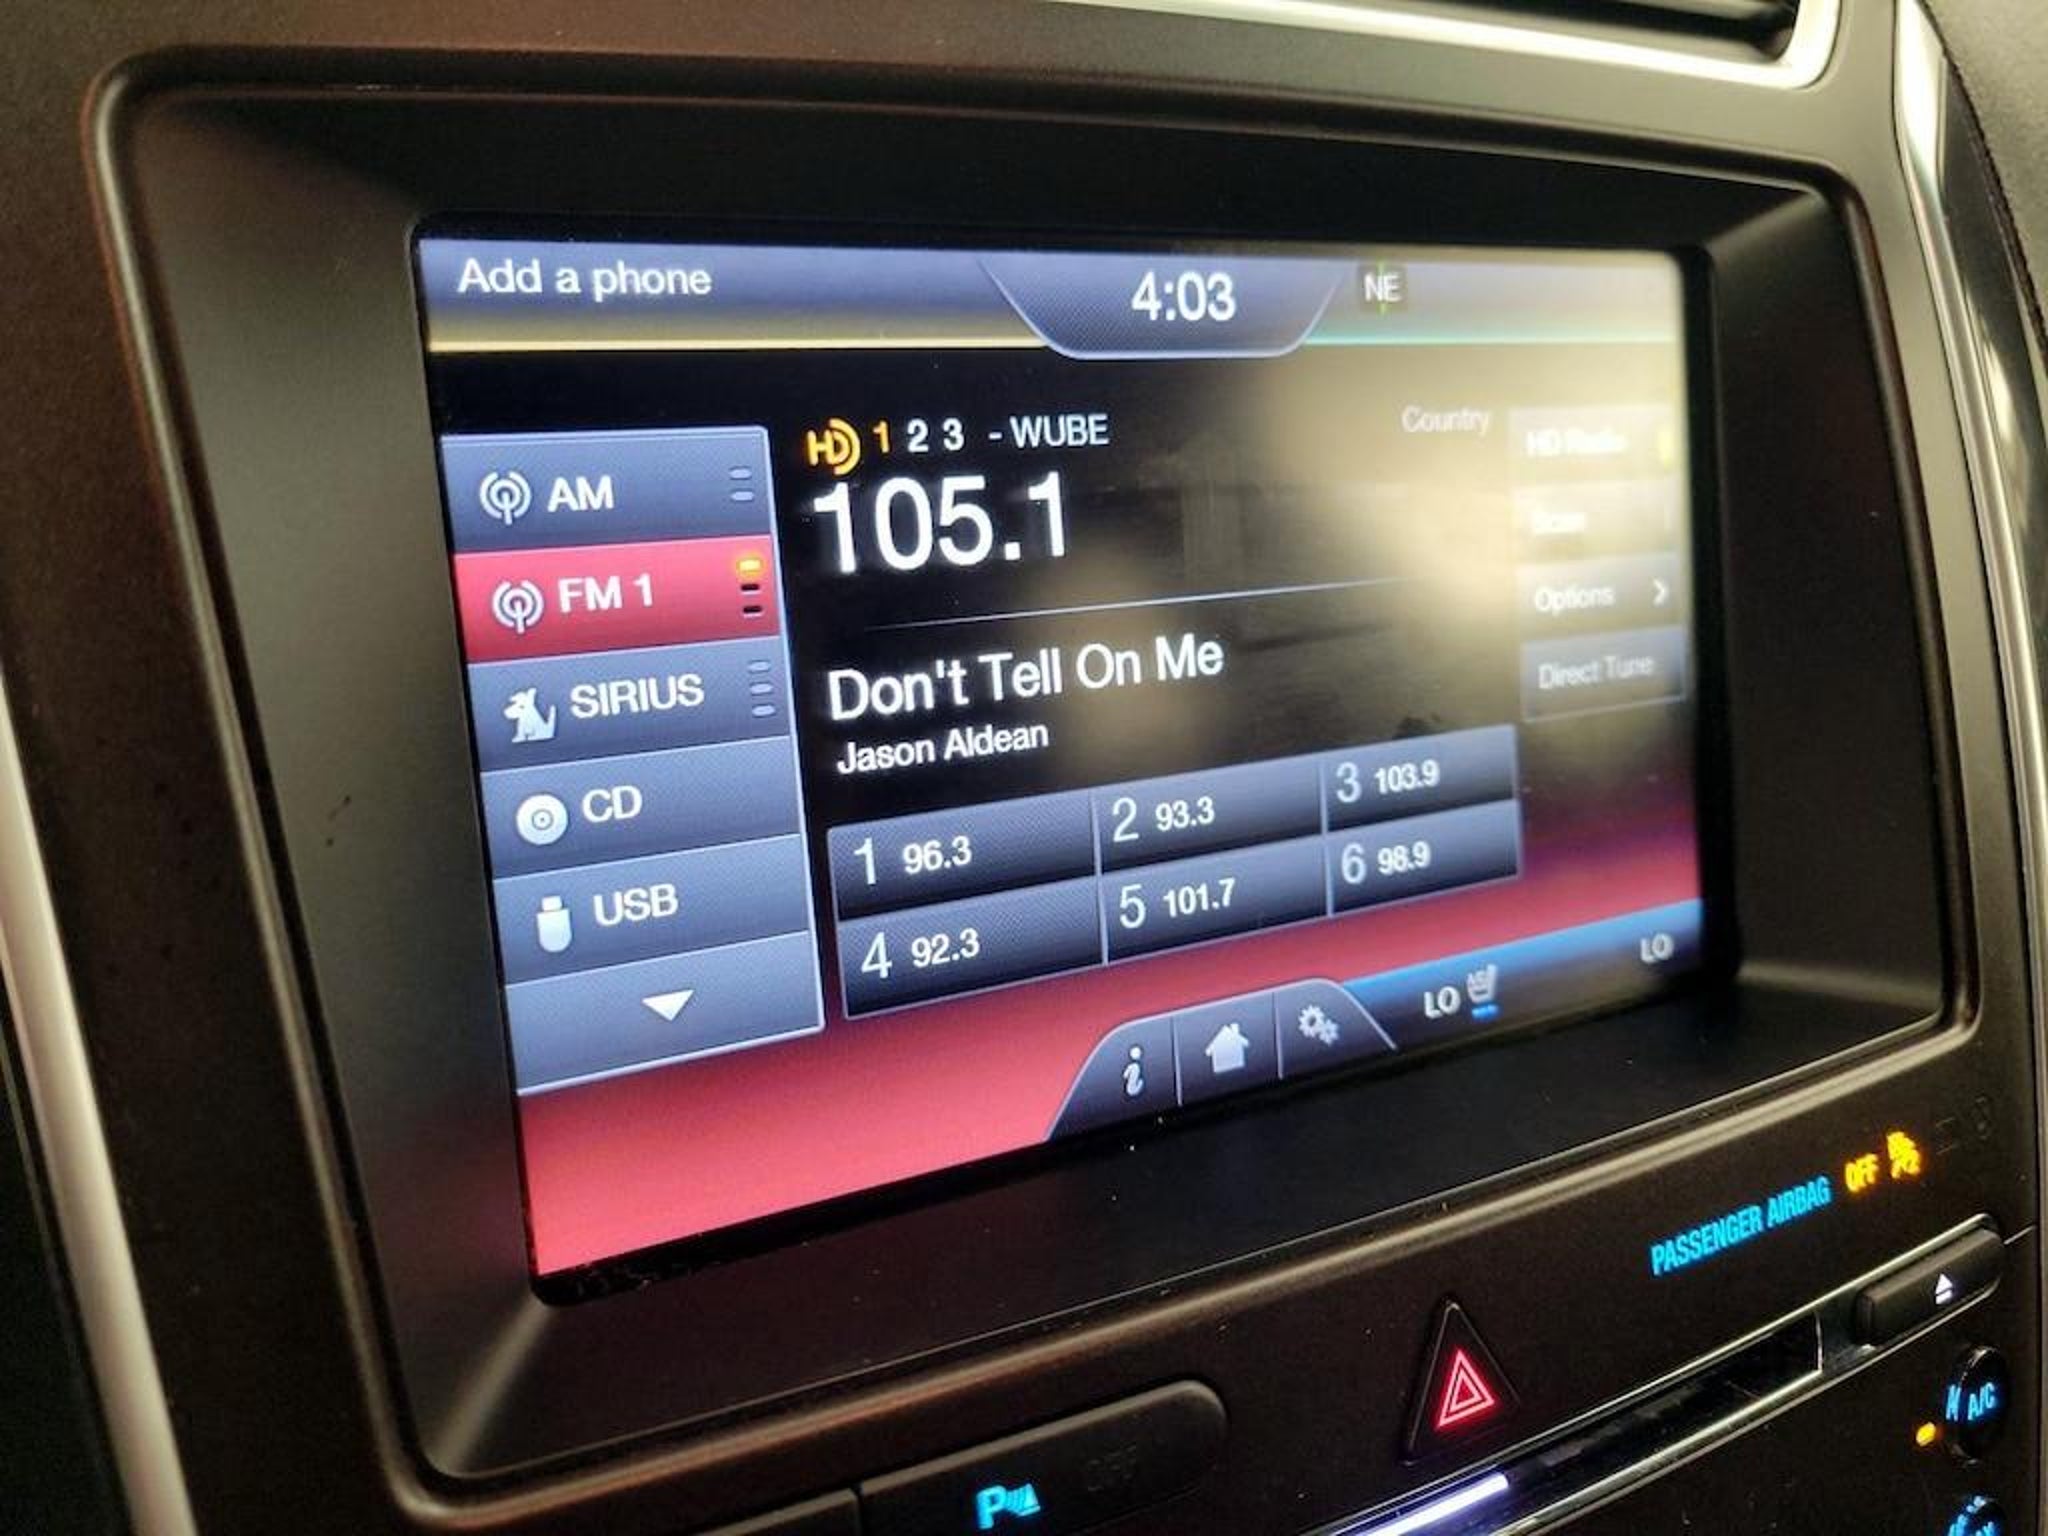 Add a phone
4:03
NE
HD 1 2 3 - WUBE
Country
105.1
AM
FM 1
SIRIUS
CD
USB
HD Radio
Scan
Options
Direct Tune
Don't Tell On Me
Jason Aldean
1 96.3
2 93.3
3 103.9
4 92.3
5 101.7
6 98.9
i
LO
LO
PASSENGER AIRBAG OFF
P
A/C